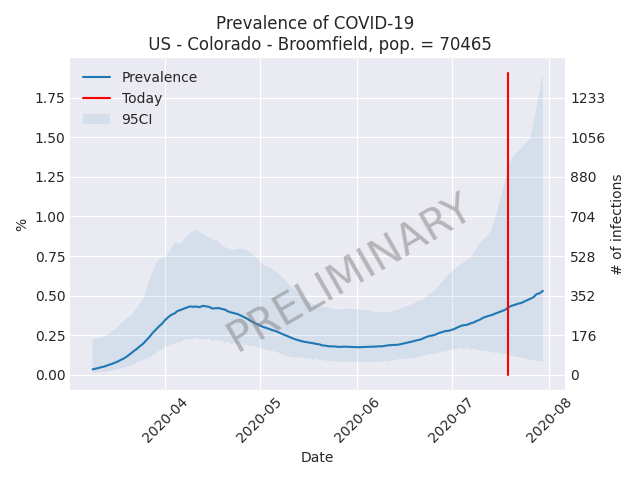 Prevalence of COVID-19
US - Colorado - Broomfield, pop. = 70465
Prevalence
Today
95CI
1.75
1.50
1.25
1.00
0.75
0.50
0.25
0.00
%
1233
1056
880
704
528
352
176
0
# of infections
PRELIMINARY
2020-04
2020-05
2020-06
2020-07
2020-08
Date